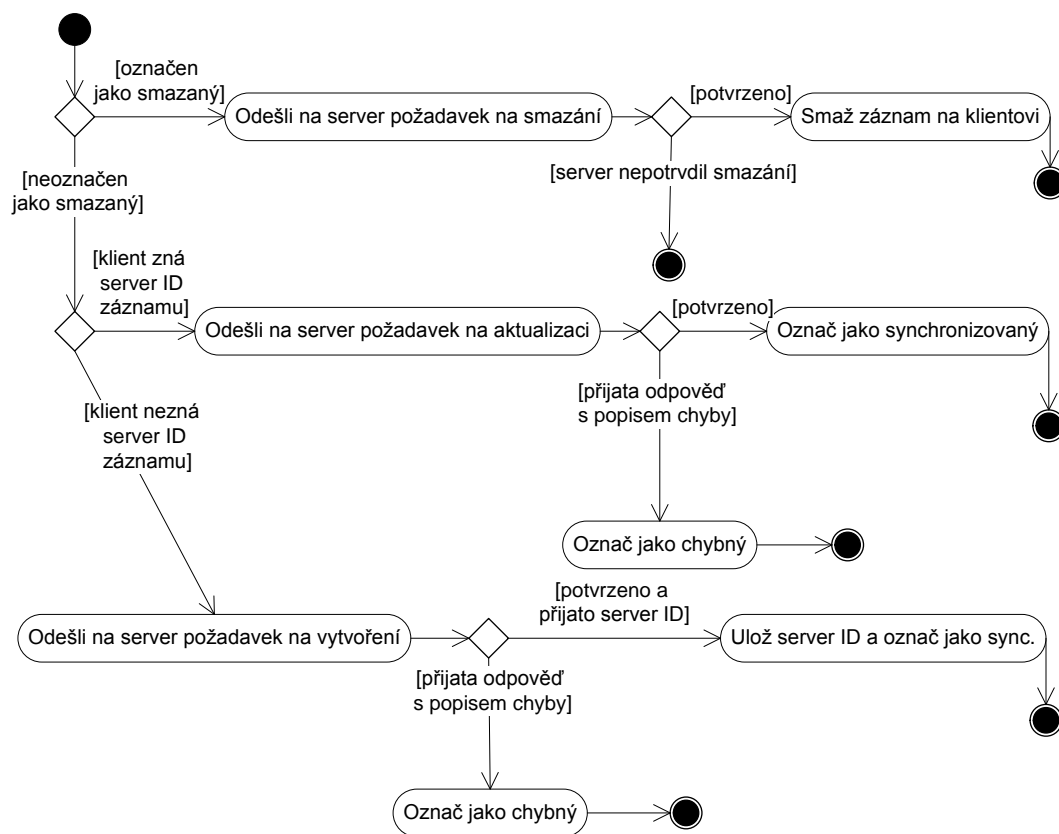 [označen
jako smazaný]
Odešli na server požadavek na smazání
[potvrzeno]
Smaž záznam na klientovi
[server nepotrvdil smazání]
[neoznačen
jako smazaný]
[klient zná
server ID
záznamu]
Odešli na server požadavek na aktualizaci
[potvrzeno]
Označ jako synchronizovaný
[přijata odpověď
s popisem chyby]
[klient nezná
server ID
záznamu]
Označ jako chybný
[potvrzeno a
přijato server ID]
Odešli na server požadavek na vytvoření
Ulož server ID a označ jako sync.
[přijata odpověď
s popisem chyby]
Označ jako chybný